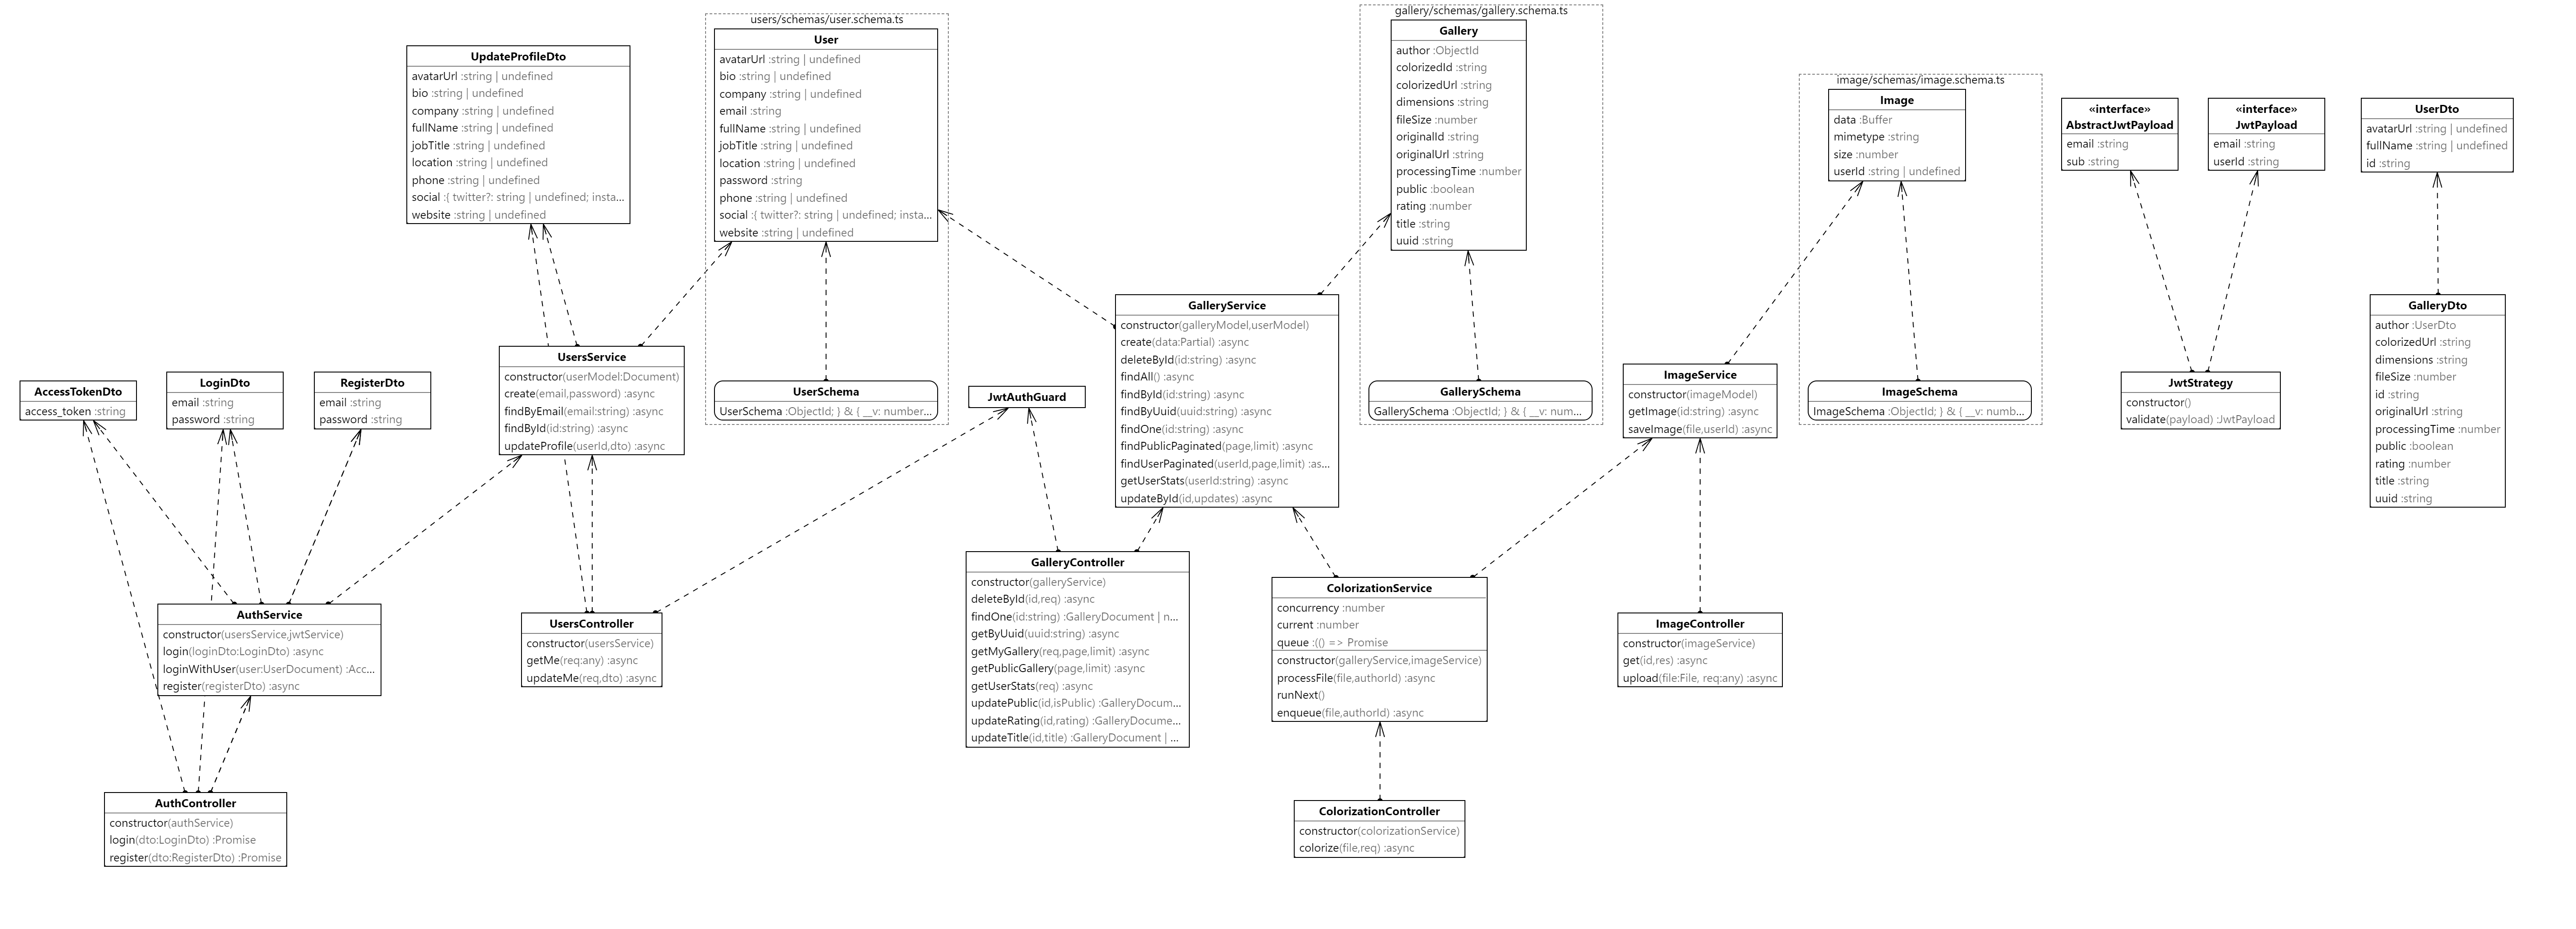 users/schemas/user.schema.ts
gallery/schemas/gallery.schema.ts
image/schemas/image.schema.ts
UpdateProfileDto
avatarUrl :string | undefined
bio :string | undefined
company :string | undefined
fullName :string | undefined
jobTitle :string | undefined
location :string | undefined
phone :string | undefined
social :{ twitter?: string | undefined; insta...
website :string | undefined
User
avatarUrl :string | undefined
bio :string | undefined
company :string | undefined
email :string
fullName :string | undefined
jobTitle :string | undefined
location :string | undefined
password :string
phone :string | undefined
social :{ twitter?: string | undefined; insta...
website :string | undefined
Gallery
author :ObjectId
colorizedId :string
colorizedUrl :string
dimensions :string
fileSize :number
originalId :string
originalUrl :string
processingTime :number
public :boolean
rating :number
title :string
uuid :string
Image
data :Buffer
mimetype :string
size :number
userId :string | undefined
«interface»
AbstractJwtPayload
email :string
sub :string
«interface»
JwtPayload
email :string
userId :string
UserDto
avatarUrl :string | undefined
fullName :string | undefined
id :string
AccessTokenDto
access_token :string
LoginDto
email :string
password :string
RegisterDto
email :string
password :string
UsersService
constructor(userModel:Document)
create(email,password) :async
findByEmail(email:string) :async
findById(id:string) :async
updateProfile(userId,dto) :async
UserSchema
UserSchema :ObjectId; } & { __v: number...
JwtAuthGuard
GalleryService
constructor(galleryModel,userModel)
create(data:Partial) :async
deleteById(id:string) :async
findAll() :async
findById(id:string) :async
findByUuid(uuid:string) :async
findOne(id:string) :async
findPublicPaginated(page,limit) :async
findUserPaginated(userId,page,limit) :as...
getUserStats(userId:string) :async
updateById(id,updates) :async
GallerySchema
GallerySchema :ObjectId; } & { __v: num...
ImageService
constructor(imageModel)
getImage(id:string) :async
saveImage(file,userId) :async
ImageSchema
ImageSchema :ObjectId; } & { __v: numb...
JwtStrategy
constructor()
validate(payload) :JwtPayload
GalleryDto
author :UserDto
colorizedUrl :string
dimensions :string
fileSize :number
id :string
originalUrl :string
processingTime :number
public :boolean
rating :number
title :string
uuid :string
AuthService
constructor(usersService,jwtService)
login(loginDto:LoginDto) :async
loginWithUser(user:UserDocument) :Acc...
register(registerDto) :async
UsersController
constructor(usersService)
getMe(req:any) :async
updateMe(req,dto) :async
GalleryController
constructor(galleryService)
deleteById(id,req) :async
findOne(id:string) :GalleryDocument | n...
getByUuid(uuid:string) :async
getMyGallery(req,page,limit) :async
getPublicGallery(page,limit) :async
getUserStats(req) :async
updatePublic(id,isPublic) :GalleryDocum...
updateRating(id,rating) :GalleryDocume...
updateTitle(id,title) :GalleryDocument | ...
ColorizationService
concurrency :number
current :number
queue :(() => Promise
constructor(galleryService,imageService)
processFile(file,authorId) :async
runNext()
enqueue(file,authorId) :async
ImageController
constructor(imageService)
get(id,res) :async
upload(file:File, req:any) :async
AuthController
constructor(authService)
login(dto:LoginDto) :Promise
register(dto:RegisterDto) :Promise
ColorizationController
constructor(colorizationService)
colorize(file,req) :async